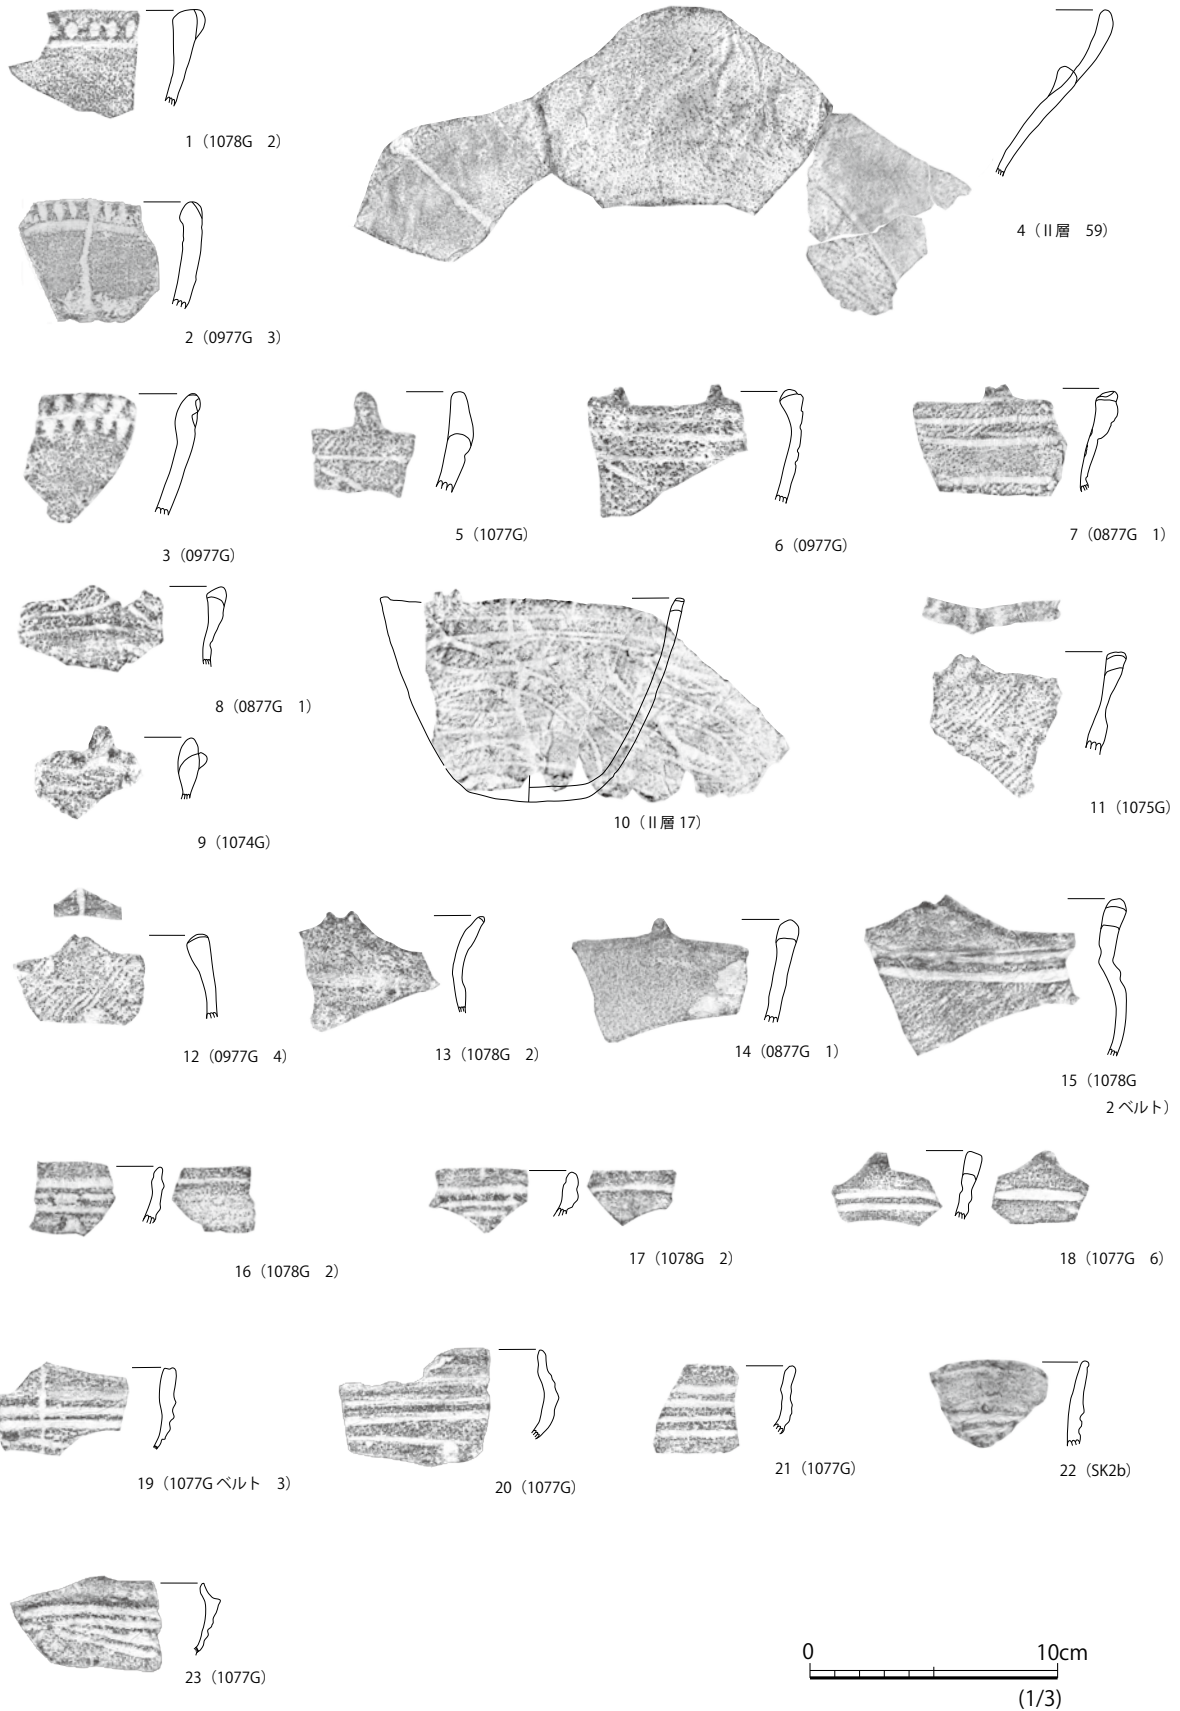 1（1078G　2）
4（Ⅱ層　59）
2（0977G　3）
3（0977G）
5（1077G）
6（0977G）
7（0877G　1）
8（0877G　1）
9（1074G）
10（Ⅱ層 17）
11（1075G）
12（0977G　4）
13（1078G　2）
14（0877G　1）
15（1078G
2 ベルト）
16（1078G　2）
17（1078G　2）
18（1077G　6）
19（1077G ベルト　3）
20（1077G）
21（1077G）
22（SK2b）
23（1077G）
0 10cm
(1/3)